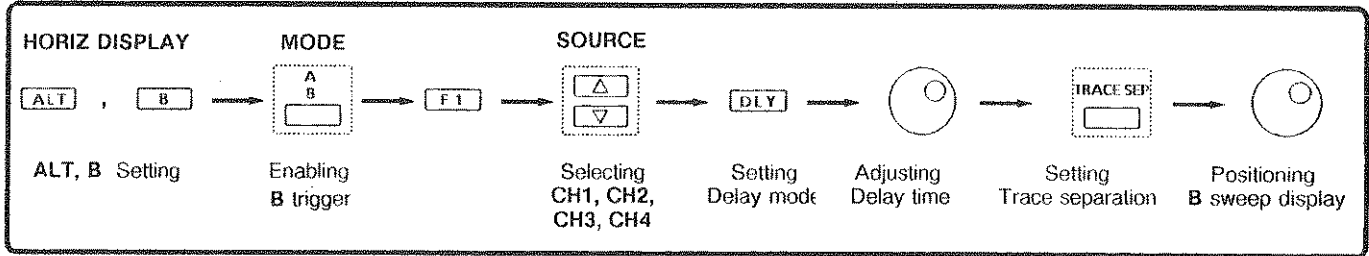 HORIZ DISPLAY MODE SOURCE
A
B
ALT , B F1 DLY TRACE SEP
ALT, B Setting Enabling Selecting Setting Adjusting Setting Positioning
B trigger CH1, CH2, Delay mode Delay time Trace separation B sweep display
CH3, CH4